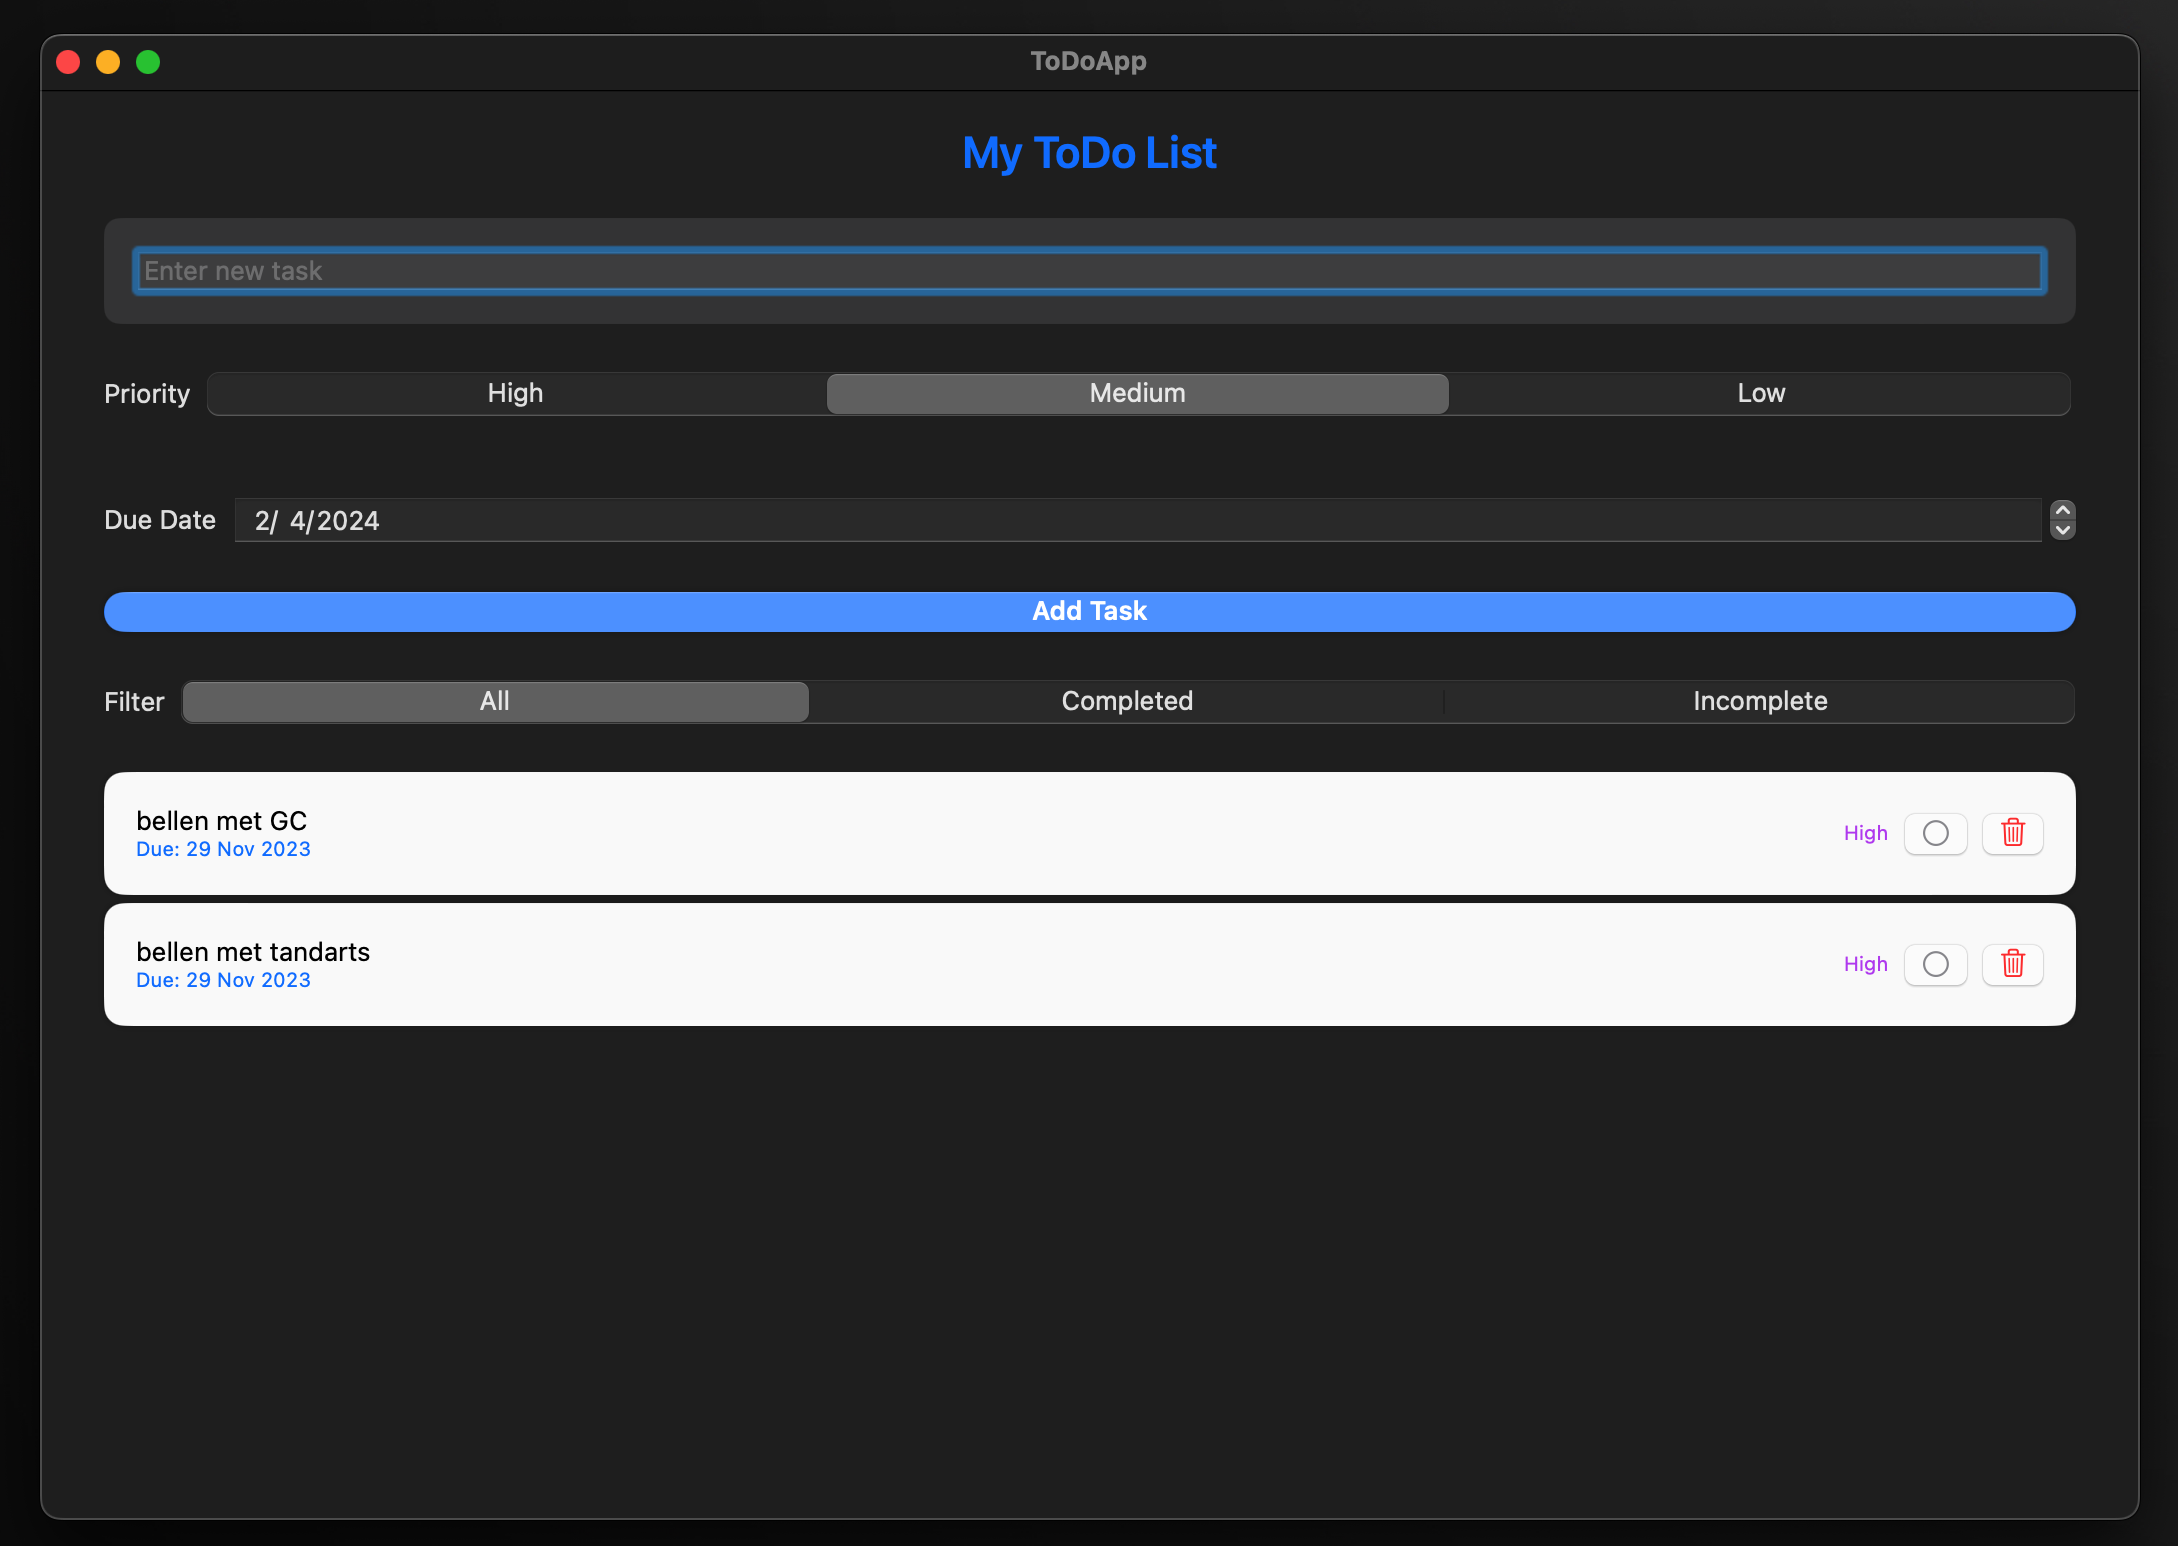 ToDoApp
My ToDo List
Enter new task
Priority High Medium Low
Due Date 2/ 4/2024
Add Task
Filter All Completed Incomplete
bellen met GC
Due: 29 Nov 2023
High
bellen met tandarts
Due: 29 Nov 2023
High